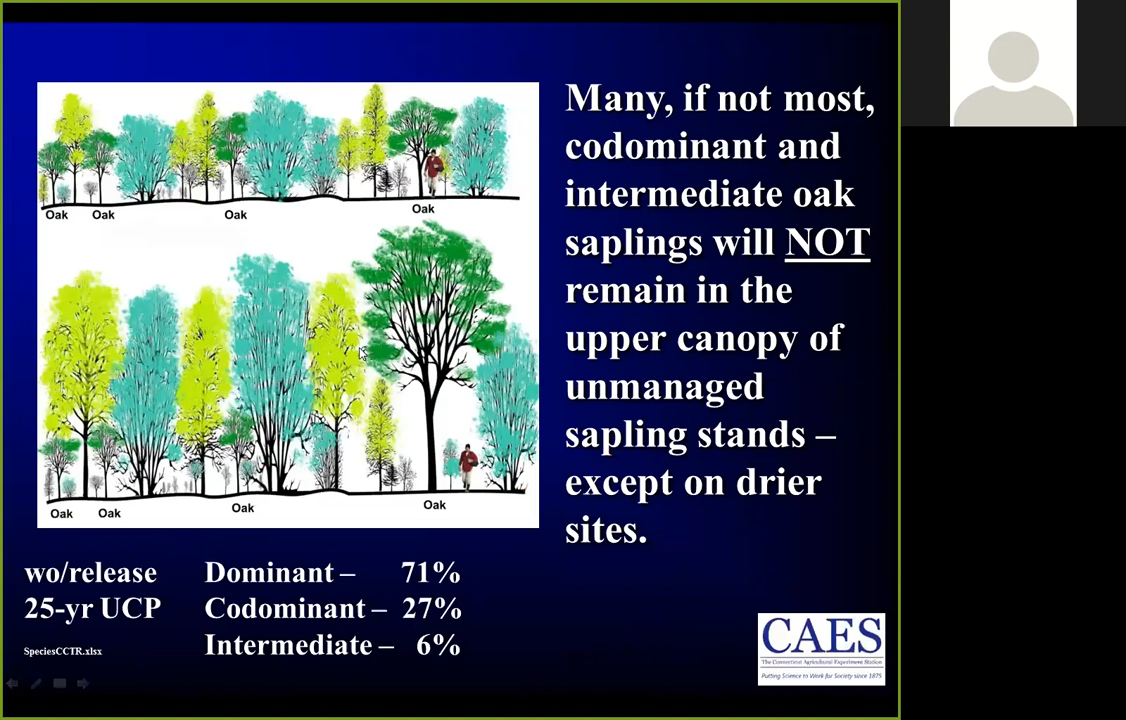 Many, if not most,
codominant and
intermediate oak
saplings will NOT
remain in the
upper canopy of
unmanaged
sapling stands –
except on drier
sites.
Oak Oak Oak Oak
Oak Oak Oak Oak
wo/release Dominant – 71%
25-yr UCP Codominant – 27%
Intermediate – 6%
SpeciesCCTR.xlsx
CAES
The Connecticut Agricultural Experiment Station
Putting Science to Work for Society since 1875